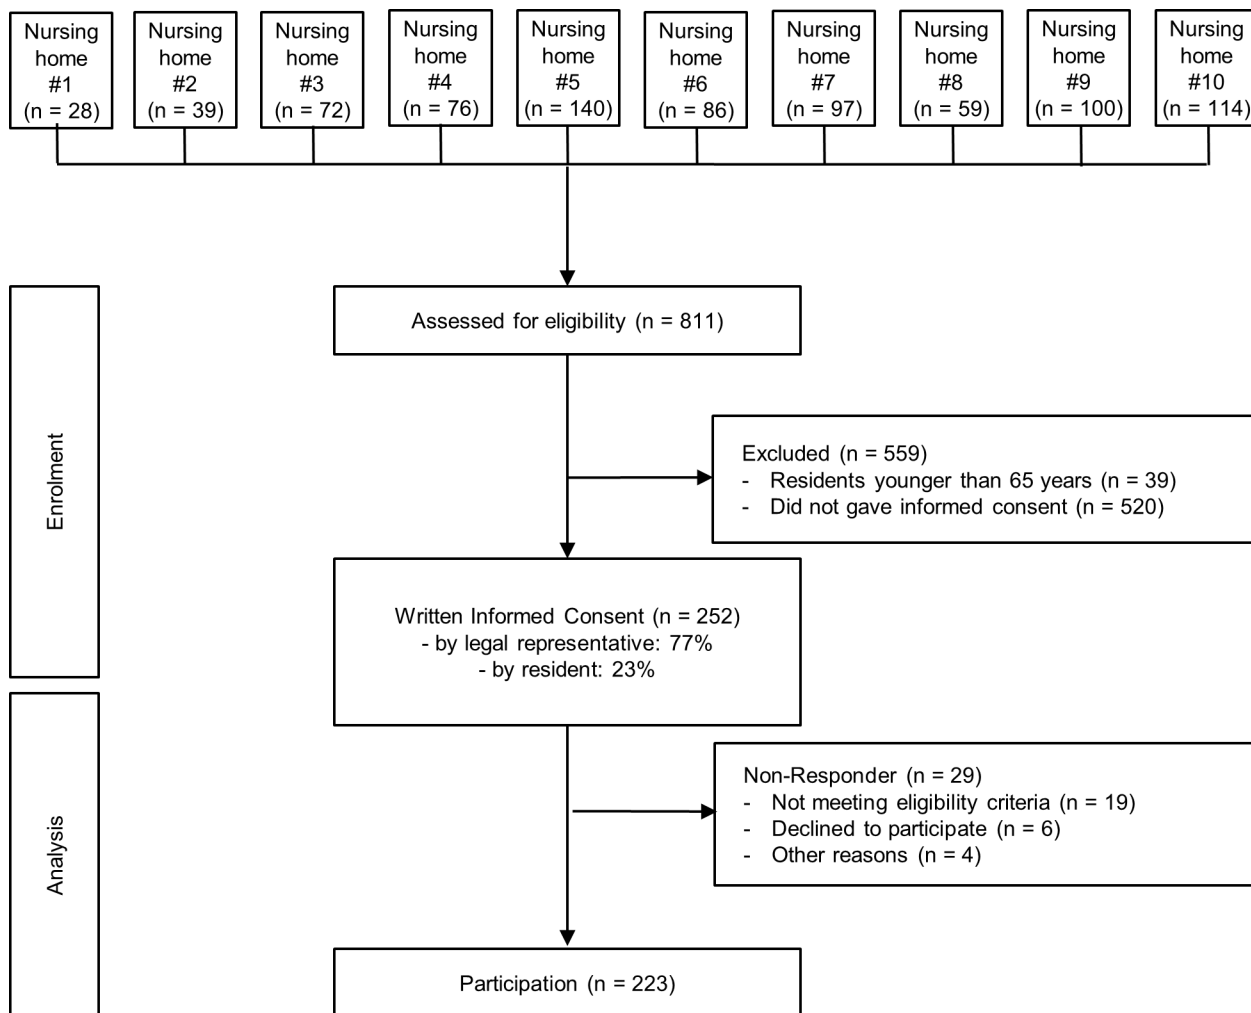 Nursing
home
#1
(n = 28)
Nursing
home
#2
(n = 39)
Nursing
home
#3
(n = 72)
Nursing
home
#4
(n = 76)
Nursing
home
#5
(n = 140)
Nursing
home
#6
(n = 86)
Nursing
home
#7
(n = 97)
Nursing
home
#8
(n = 59)
Nursing
home
#9
(n = 100)
Nursing
home
#10
(n = 114)
Enrolment
Assessed for eligibility (n = 811)
Excluded (n = 559)
- Residents younger than 65 years (n = 39)
- Did not gave informed consent (n = 520)
Written Informed Consent (n = 252)
- by legal representative: 77%
- by resident: 23%
Analysis
Non-Responder (n = 29)
- Not meeting eligibility criteria (n = 19)
- Declined to participate (n = 6)
- Other reasons (n = 4)
Participation (n = 223)